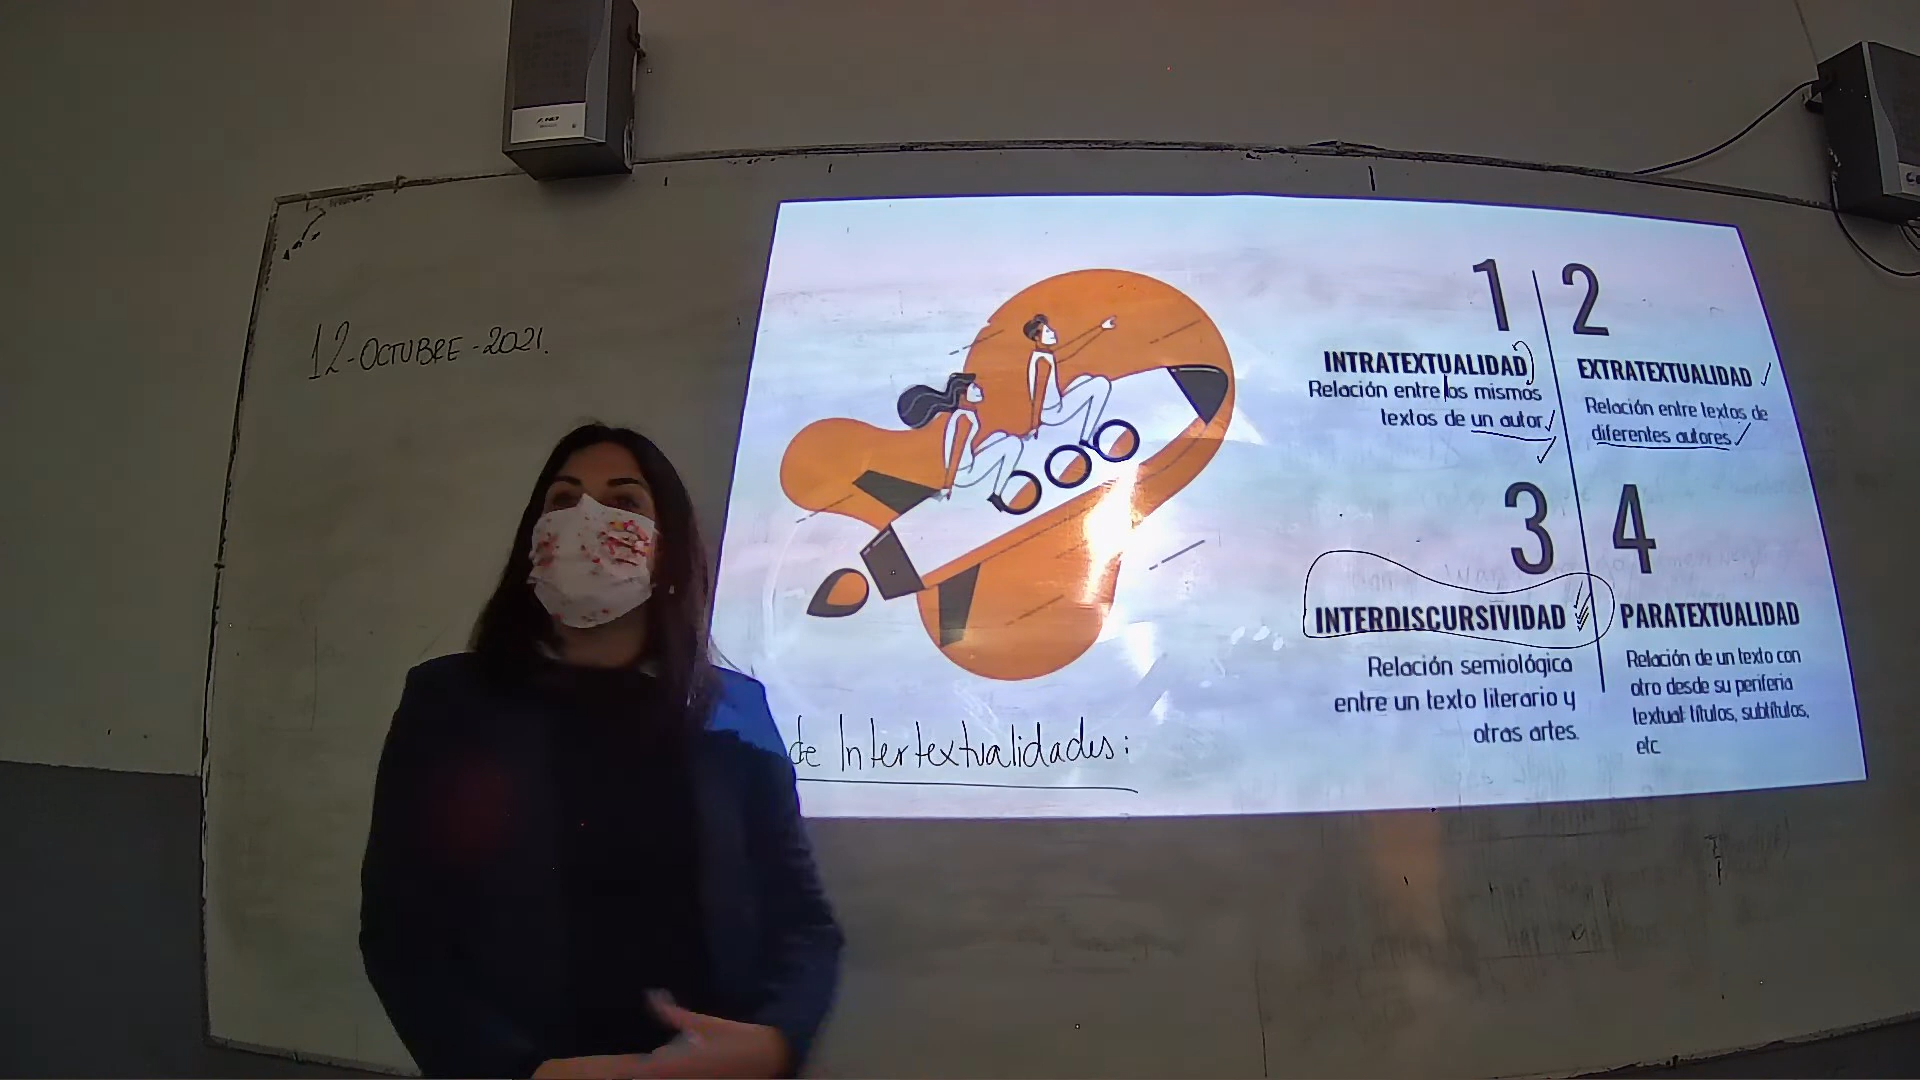 12-OCTUBRE-2021.
1
INTRATEXTUALIDAD
Relación entre los mismos
textos de un autor
2
EXTRATEXTUALIDAD
Relación entre textos de
diferentes autores
3
INTERDISCURSIVIDAD
Relación semiológica
entre un texto literario y
otras artes.
4
PARATEXTUALIDAD
Relación de un texto con
otro desde su periferia
textual: títulos, subtítulos,
etc
de Intertextualidades: